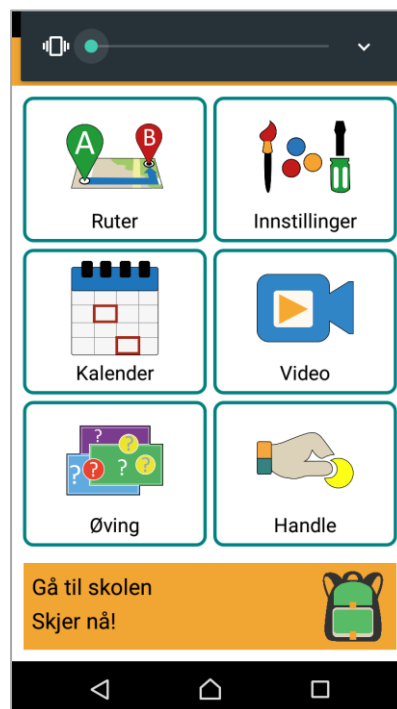 A
B
Ruter
Innstillinger
Kalender
Video
?
?
?
?
?
?
Øving
Handle
Gå til skolen
Skjer nå!